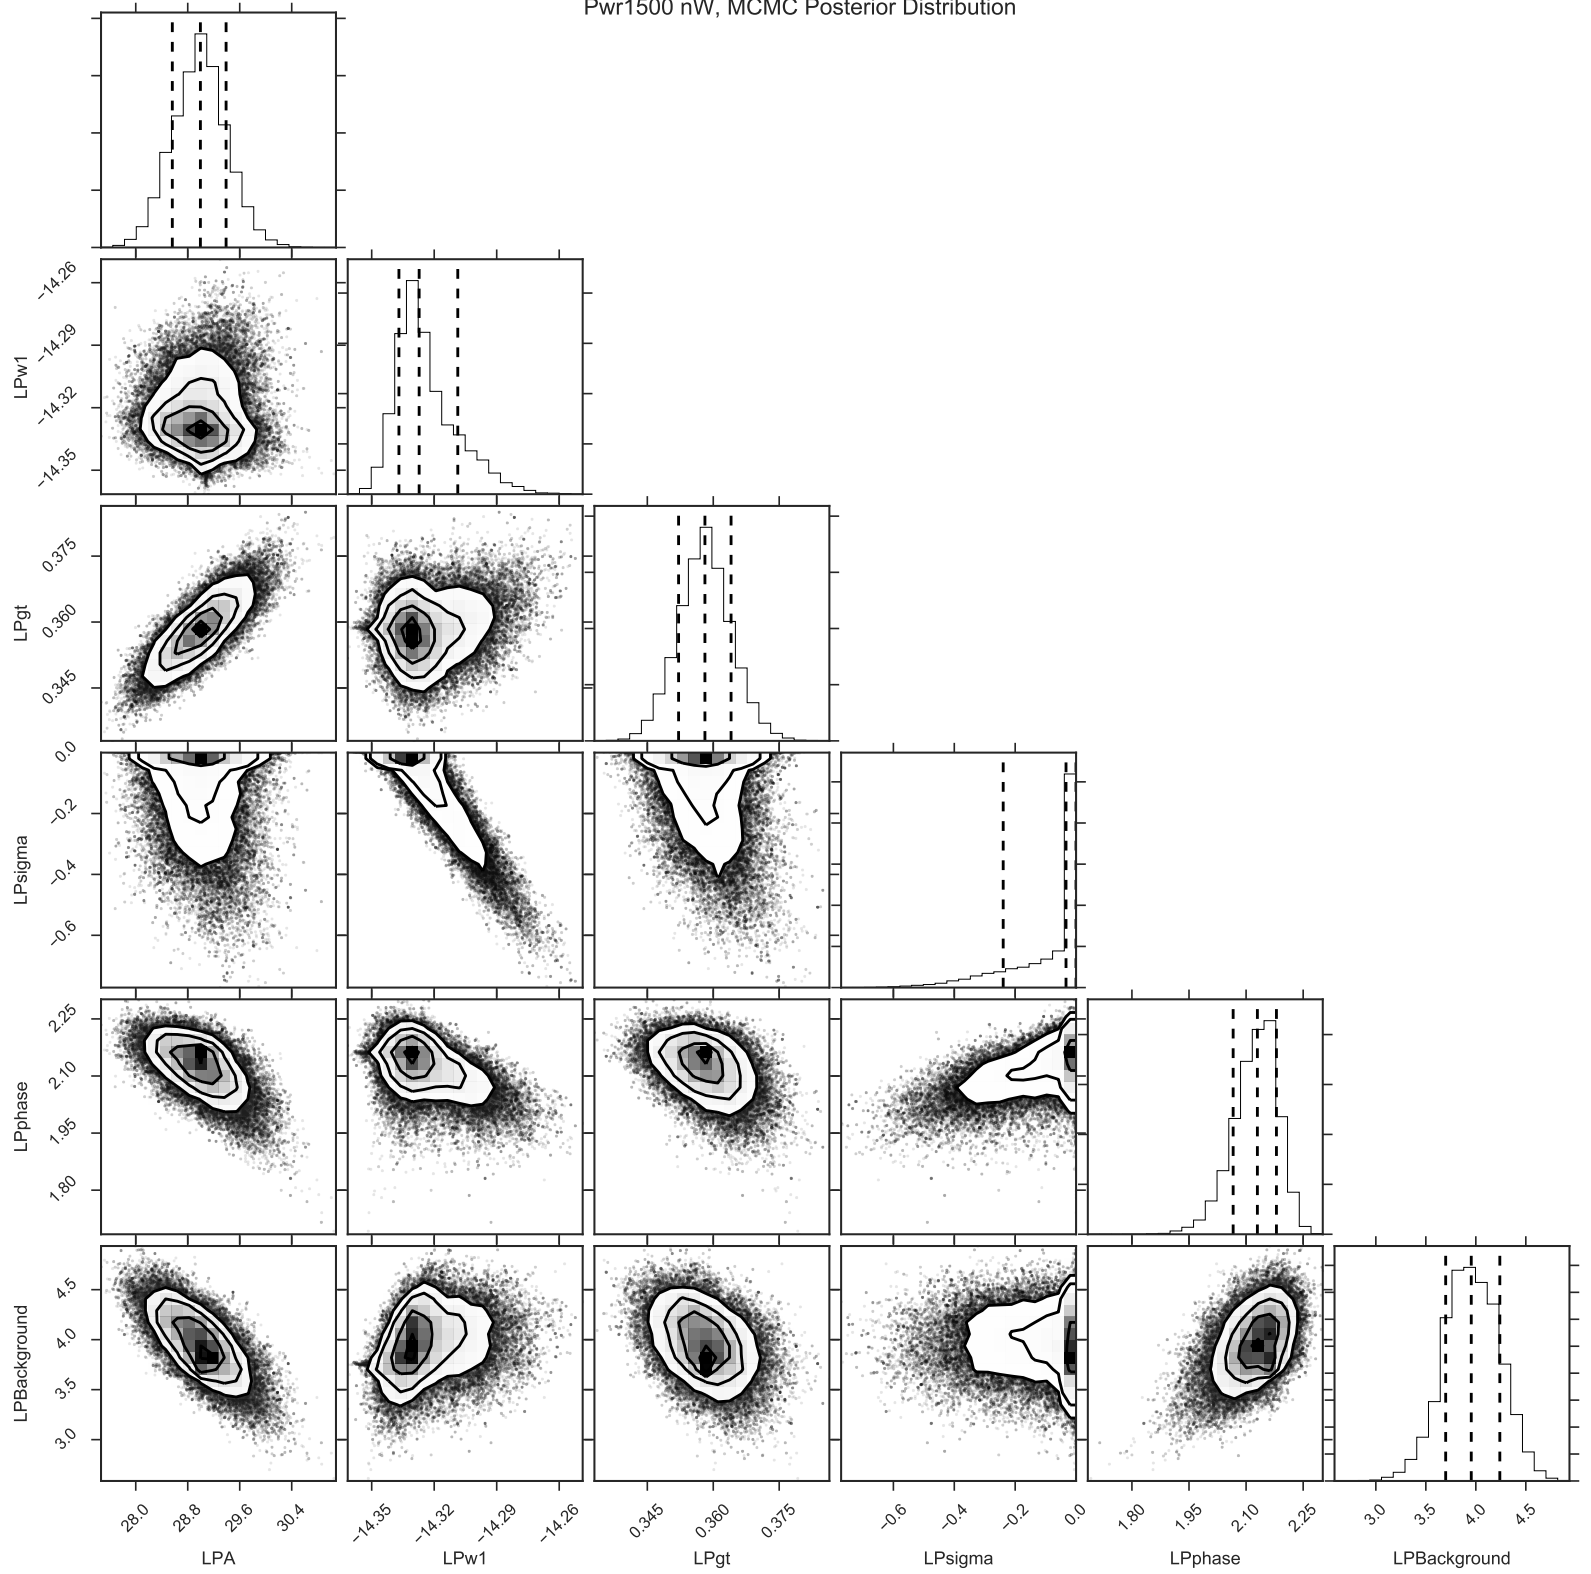 Pwr1500 nW, MCMC Posterior Distribution
LPw1
−14.26
−14.29
−14.32
−14.35
LPgt
0.375
0.360
0.345
LPsigma
0.0
−0.2
−0.4
−0.6
LPphase
2.25
2.10
1.95
1.80
LPBackground
4.5
4.0
3.5
3.0
28.0 28.8 29.6 30.4 −14.35 −14.32 −14.29 −14.26 0.345 0.360 0.375 −0.6 −0.4 −0.2 0.0 1.80 1.95 2.10 2.25 3.0 3.5 4.0 4.5
LPA LPw1 LPgt LPsigma LPphase LPBackground